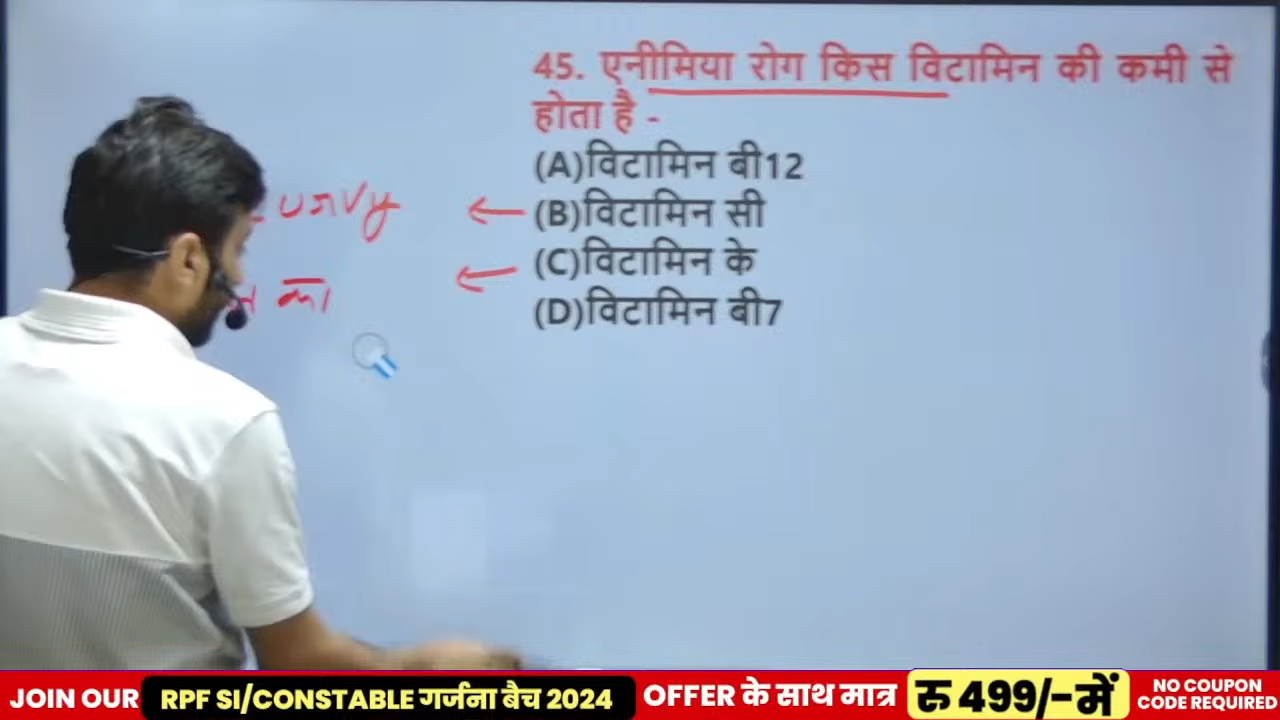 45. एनीमिया रोग किस विटामिन की कमी से
होता है -
(A)विटामिन बी12
(B)विटामिन सी
(C)विटामिन के
(D)विटामिन बी7
का
JOIN OUR RPF SI/CONSTABLE गर्जना बैच 2024 OFFER के साथ मात्र रु 499/-में NO COUPON
CODE REQUIRED